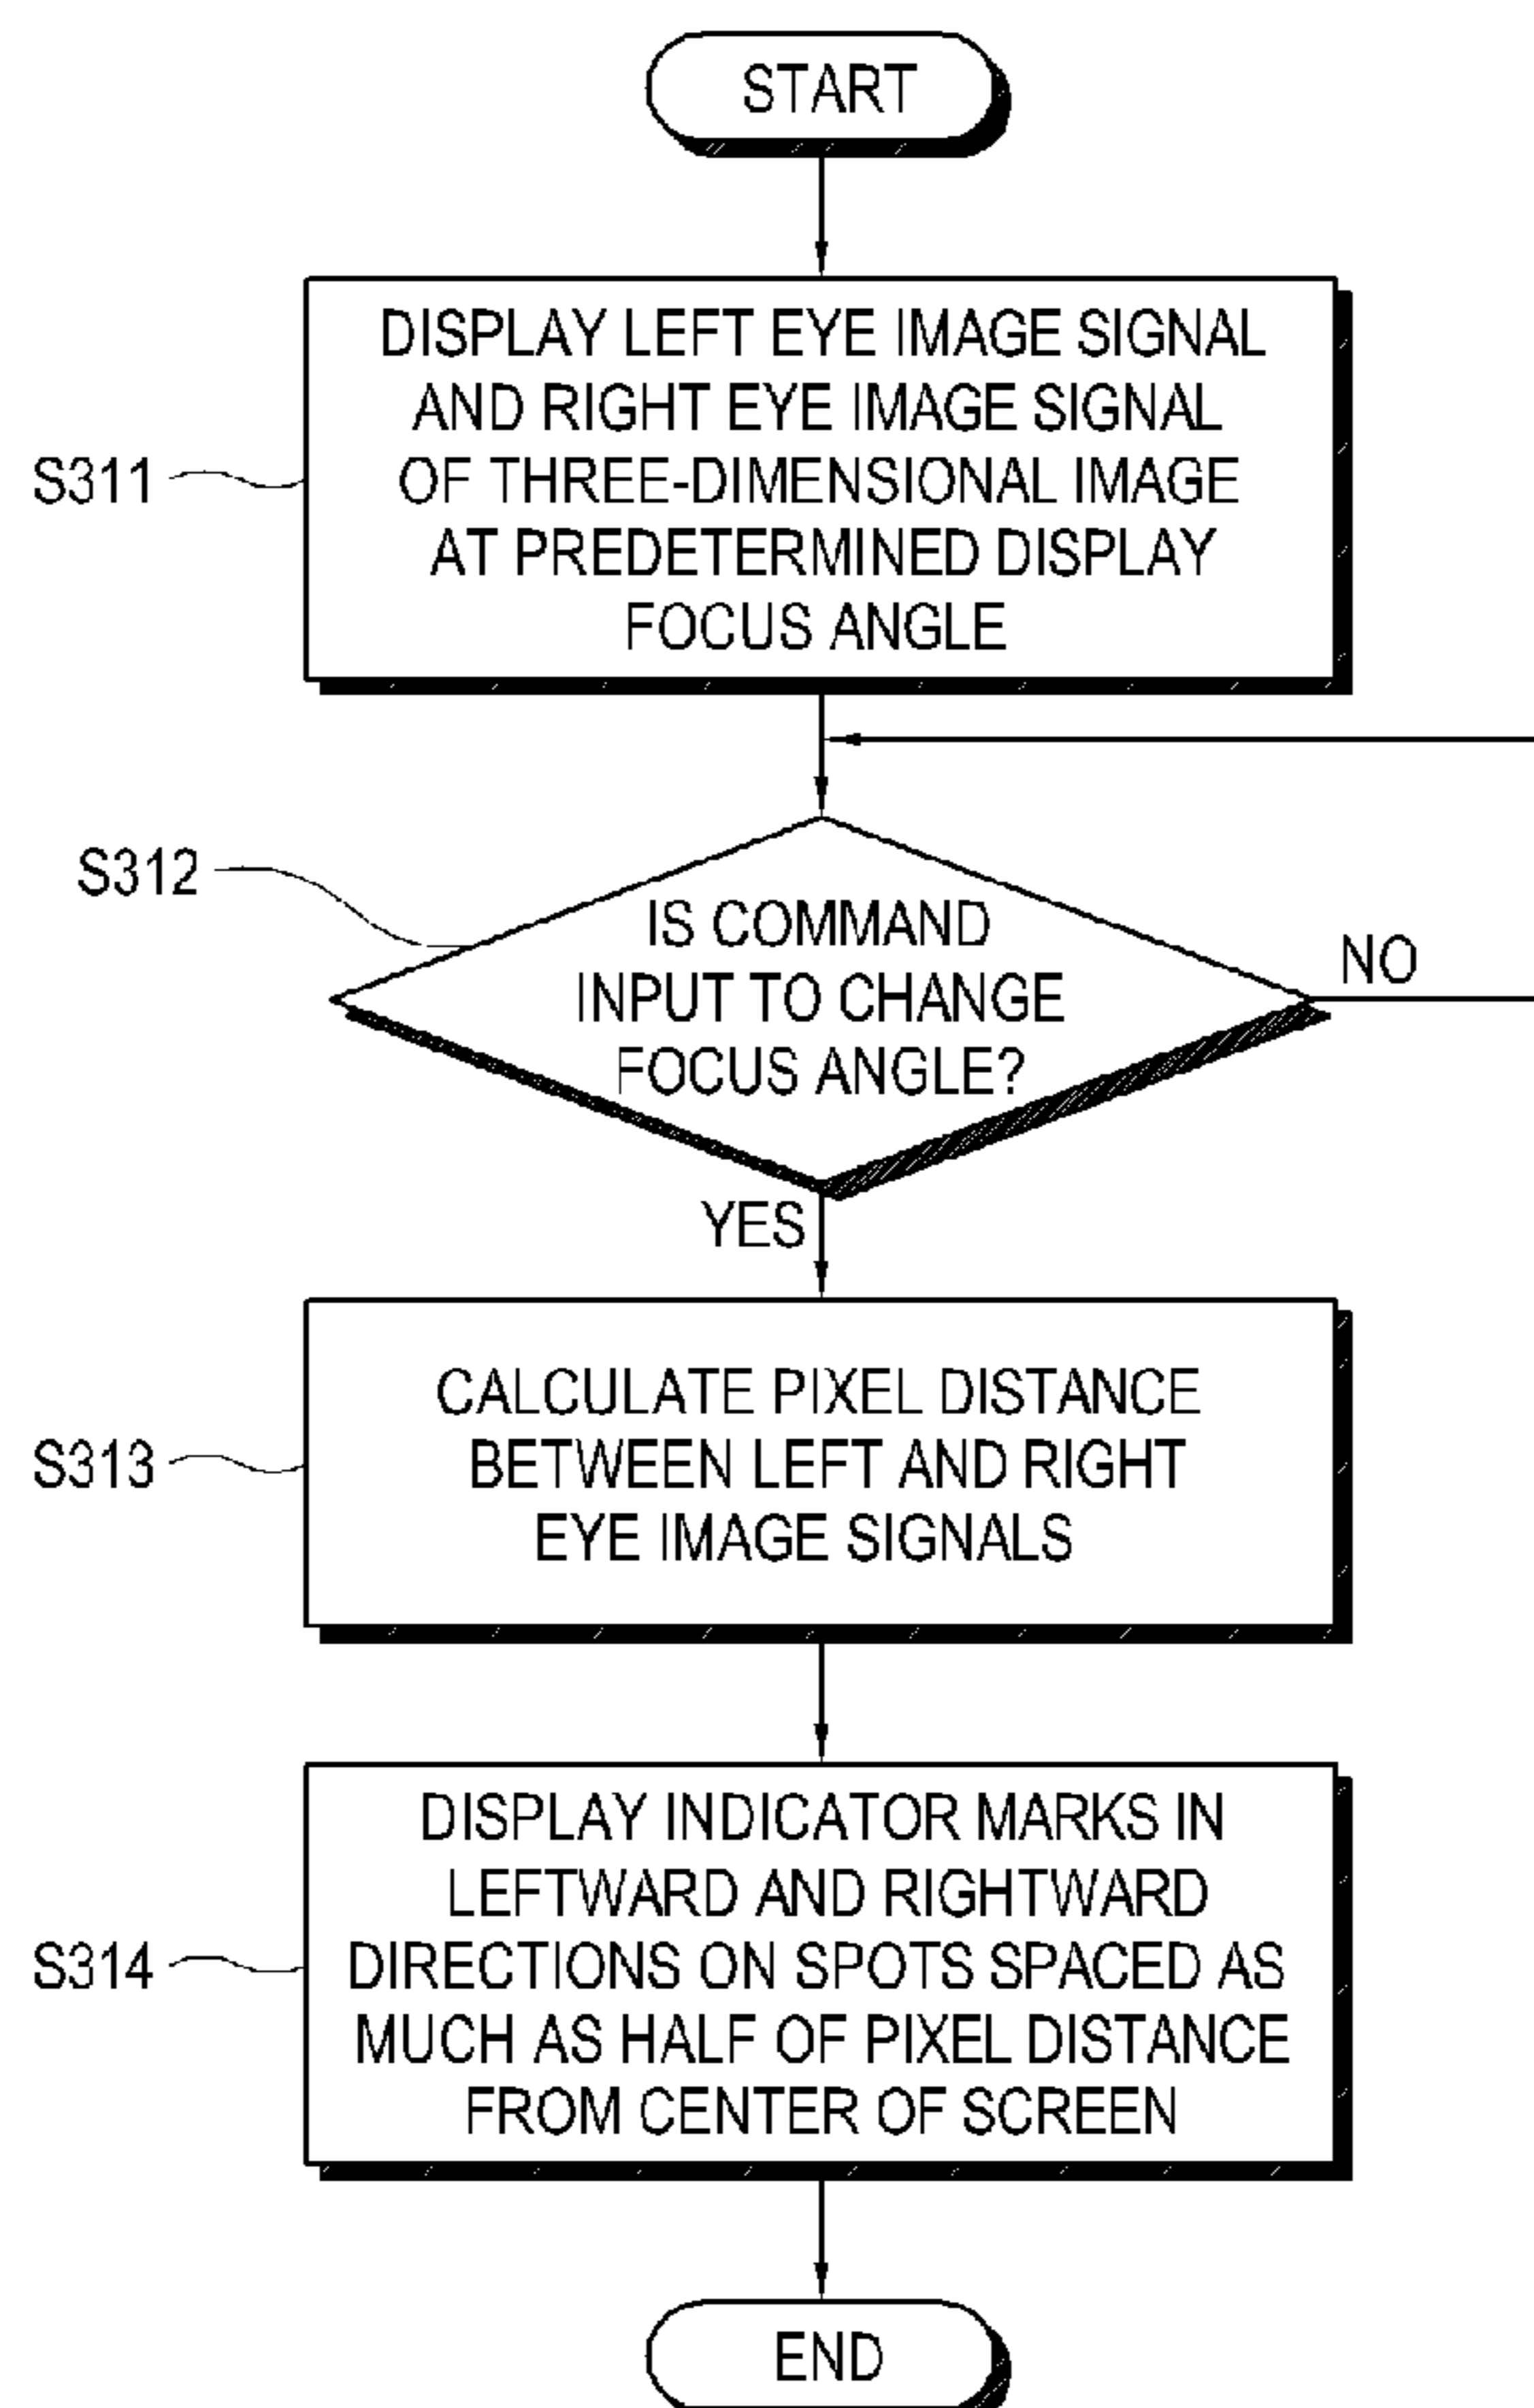 START
DISPLAY LEFT EYE IMAGE SIGNAL
AND RIGHT EYE IMAGE SIGNAL
S311 OF THREE-DIMENSIONAL IMAGE
AT PREDETERMINED DISPLAY
FOCUS ANGLE
S312
IS COMMAND
INPUT TO CHANGE
FOCUS ANGLE?
NO
YES
CALCULATE PIXEL DISTANCE
S313 BETWEEN LEFT AND RIGHT
EYE IMAGE SIGNALS
DISPLAY INDICATOR MARKS IN
LEFTWARD AND RIGHTWARD
S314 DIRECTIONS ON SPOTS SPACED AS
MUCH AS HALF OF PIXEL DISTANCE
FROM CENTER OF SCREEN
END